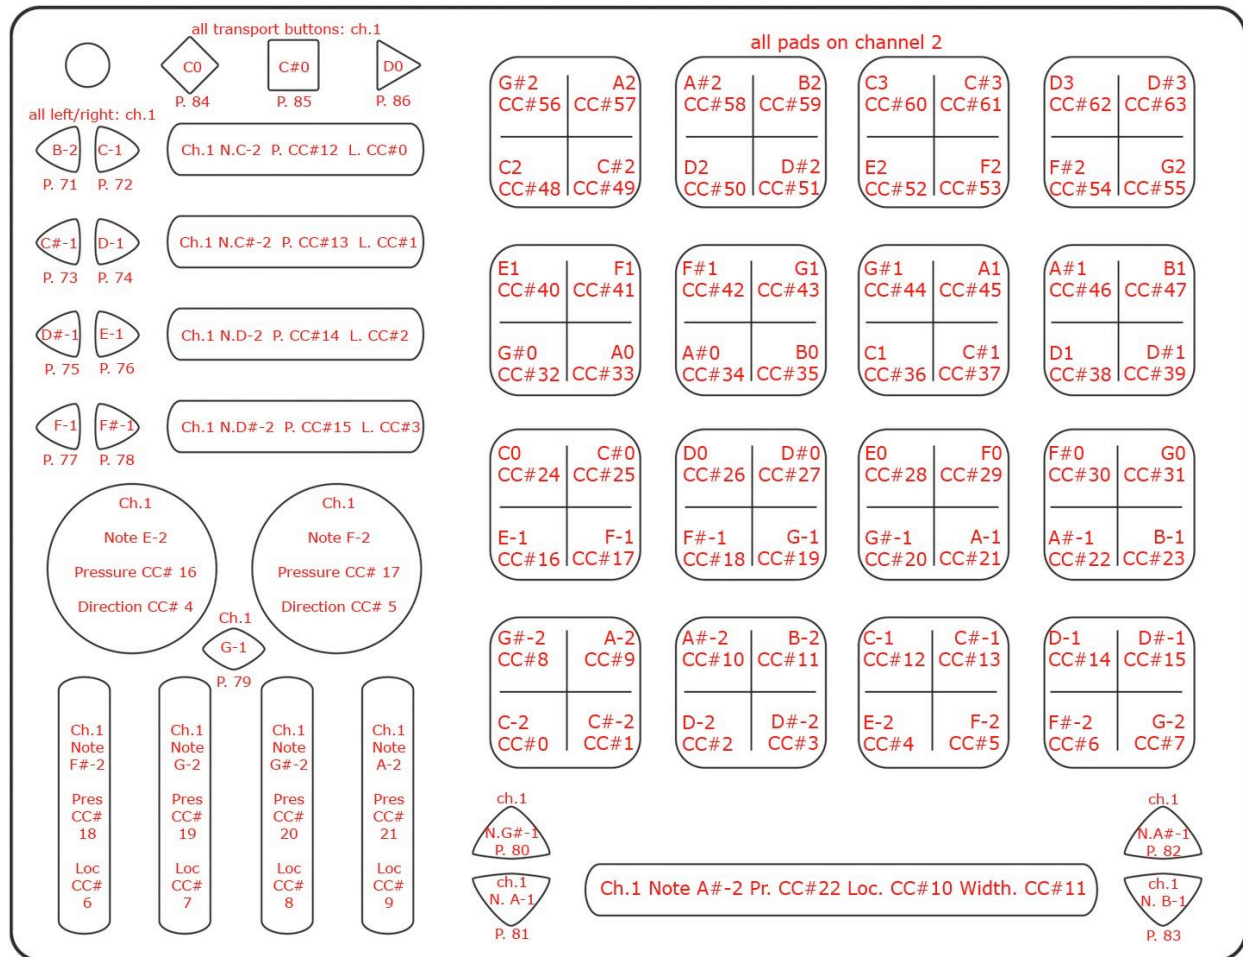 all transport buttons: ch.1
C0
C#0
D0
P. 84
P. 85
P. 86
all left/right: ch.1
B-2
C-1
P. 71
P. 72
Ch.1 N.C-2 P. CC#12 L. CC#0
C#-1
D-1
P. 73
P. 74
Ch.1 N.C#-2 P. CC#13 L. CC#1
D#-1
E-1
P. 75
P. 76
Ch.1 N.D-2 P. CC#14 L. CC#2
F-1
F#-1
P. 77
P. 78
Ch.1 N.D#-2 P. CC#15 L. CC#3
Ch.1
Note E-2
Pressure CC# 16
Direction CC# 4
Ch.1
Note F-2
Pressure CC# 17
Direction CC# 5
Ch.1
G-1
P. 79
Ch.1
Note
F#-2
Pres
CC#
18
Loc
CC#
6
Ch.1
Note
G-2
Pres
CC#
19
Loc
CC#
7
Ch.1
Note
G#-2
Pres
CC#
20
Loc
CC#
8
Ch.1
Note
A-2
Pres
CC#
21
Loc
CC#
9
all pads on channel 2
G#2 A2
CC#56 CC#57
C2 C#2
CC#48 CC#49
A#2 B2
CC#58 CC#59
D2 D#2
CC#50 CC#51
C3 C#3
CC#60 CC#61
E2 F2
CC#52 CC#53
D3 D#3
CC#62 CC#63
F#2 G2
CC#54 CC#55
E1 F1
CC#40 CC#41
G#0 A0
CC#32 CC#33
F#1 G1
CC#42 CC#43
A#0 B0
CC#34 CC#35
G#1 A1
CC#44 CC#45
C1 C#1
CC#36 CC#37
A#1 B1
CC#46 CC#47
D1 D#1
CC#38 CC#39
C0 C#0
CC#24 CC#25
E-1 F-1
CC#16 CC#17
D0 D#0
CC#26 CC#27
F#-1 G-1
CC#18 CC#19
E0 F0
CC#28 CC#29
G#-1 A-1
CC#20 CC#21
F#0 G0
CC#30 CC#31
A#-1 B-1
CC#22 CC#23
G#-2 A-2
CC#8 CC#9
C-2 C#-2
CC#0 CC#1
A#-2 B-2
CC#10 CC#11
D-2 D#-2
CC#2 CC#3
C-1 C#-1
CC#12 CC#13
E-2 F-2
CC#4 CC#5
D-1 D#-1
CC#14 CC#15
F#-2 G-2
CC#6 CC#7
ch.1
N.G#-1
P. 80
ch.1
N. A-1
P. 81
Ch.1 Note A#-2 Pr. CC#22 Loc. CC#10 Width. CC#11
ch.1
N.A#-1
P. 82
ch.1
N. B-1
P. 83